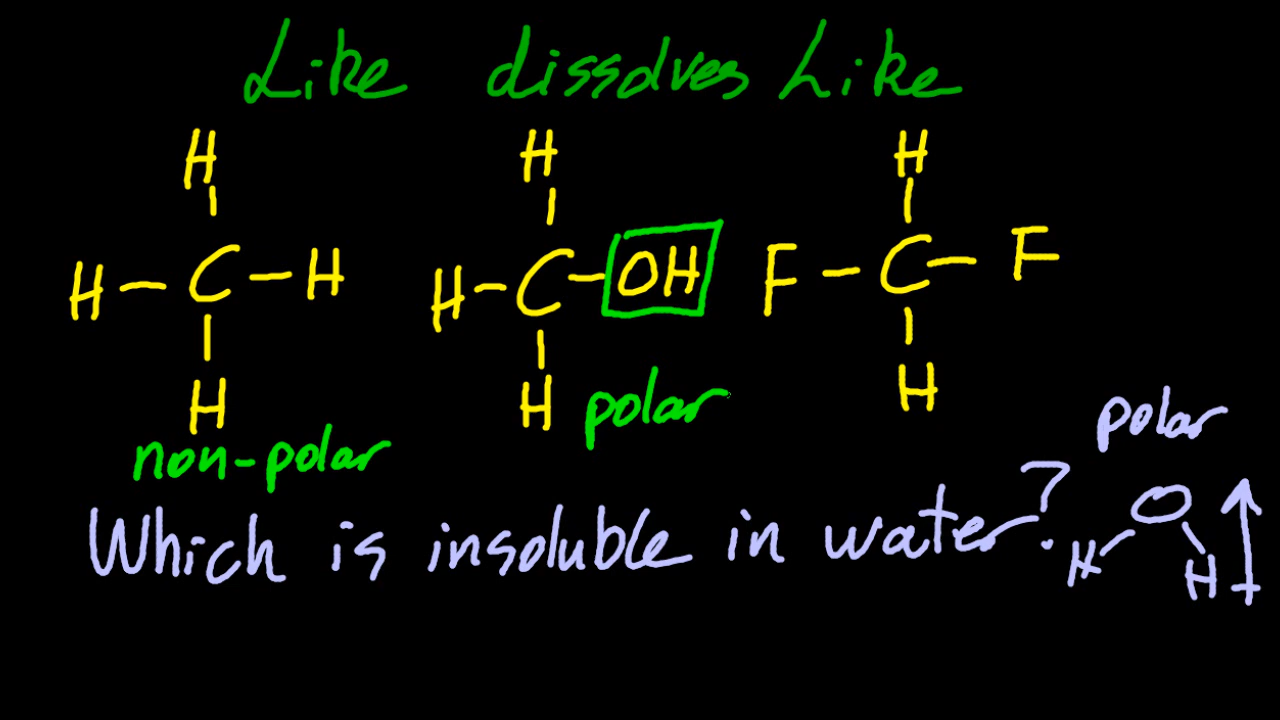 Like dissolves Like
H H H
H-C-H H-C-OH F-C-F
H H H
non-polar polar polar
Which is insoluble in water?
O
H H